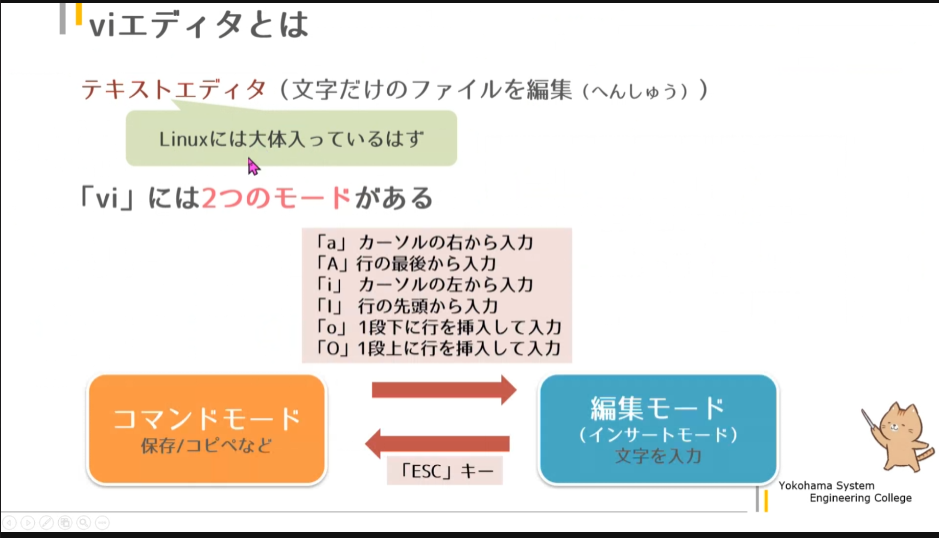 viエディタとは
テキストエディタ（文字だけのファイルを編集（へんしゅう））
Linuxには大体入っているはず
「vi」には2つのモードがある
「a」 カーソルの右から入力
「A」行の最後から入力
「i」 カーソルの左から入力
「I」 行の先頭から入力
「o」 1段下に行を挿入して入力
「O」1段上に行を挿入して入力
コマンドモード
保存/コピペなど
編集モード
（インサートモード）
文字を入力
「ESC」キー
Yokohama System
Engineering College